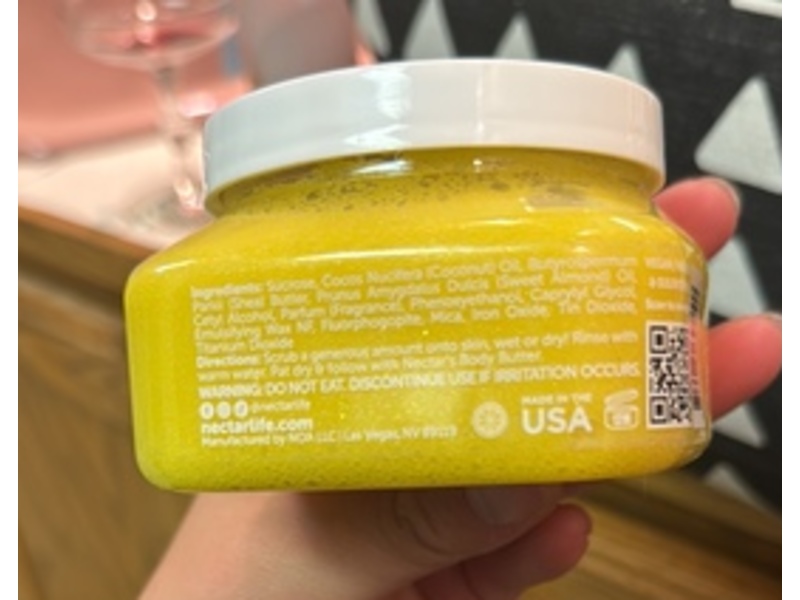 Ingredients: Sucrose, Cocos Nucifera (Coconut) Oil, Butyrospermum
Parkii (Shea) Butter, Prunus Amygdalus Dulcis (Sweet Almond) Oil,
Cetyl Alcohol, Parfum (Fragrance), Phenoxyethanol, Caprylyl Glycol,
Emulsifying Wax NF, Fluorphlogopite, Mica, Iron Oxide, Tin Dioxide,
Titanium Dioxide
Directions: Scrub a generous amount onto skin, wet or dry! Rinse with
warm water. Pat dry & follow with Nectar's Body Butter.
WARNING: DO NOT EAT. DISCONTINUE USE IF IRRITATION OCCURS.
@nectarlife
nectarlife.com
Manufactured by NOA LLC | Las Vegas, NV
MADE IN THE
USA